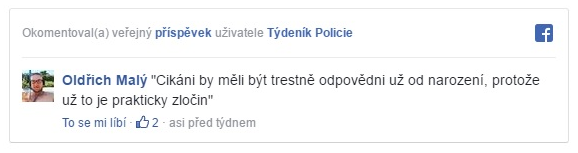 Okomentoval(a) veřejný příspěvek uživatele Týdeník Policie
Oldřich Malý "Cikáni by měli být trestně odpovědni už od narození, protože
už to je prakticky zločin"
To se mi líbí · 2 · asi před týdnem